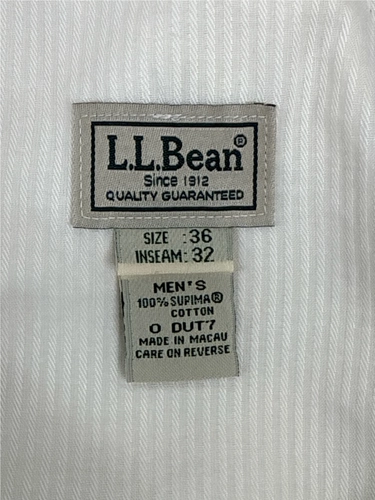 L.L.Bean®
Since 1912
QUALITY GUARANTEED
SIZE :36
INSEAM:32
MEN'S
100% SUPIMA®
COTTON
0 DUT7
MADE IN MACAU
CARE ON REVERSE